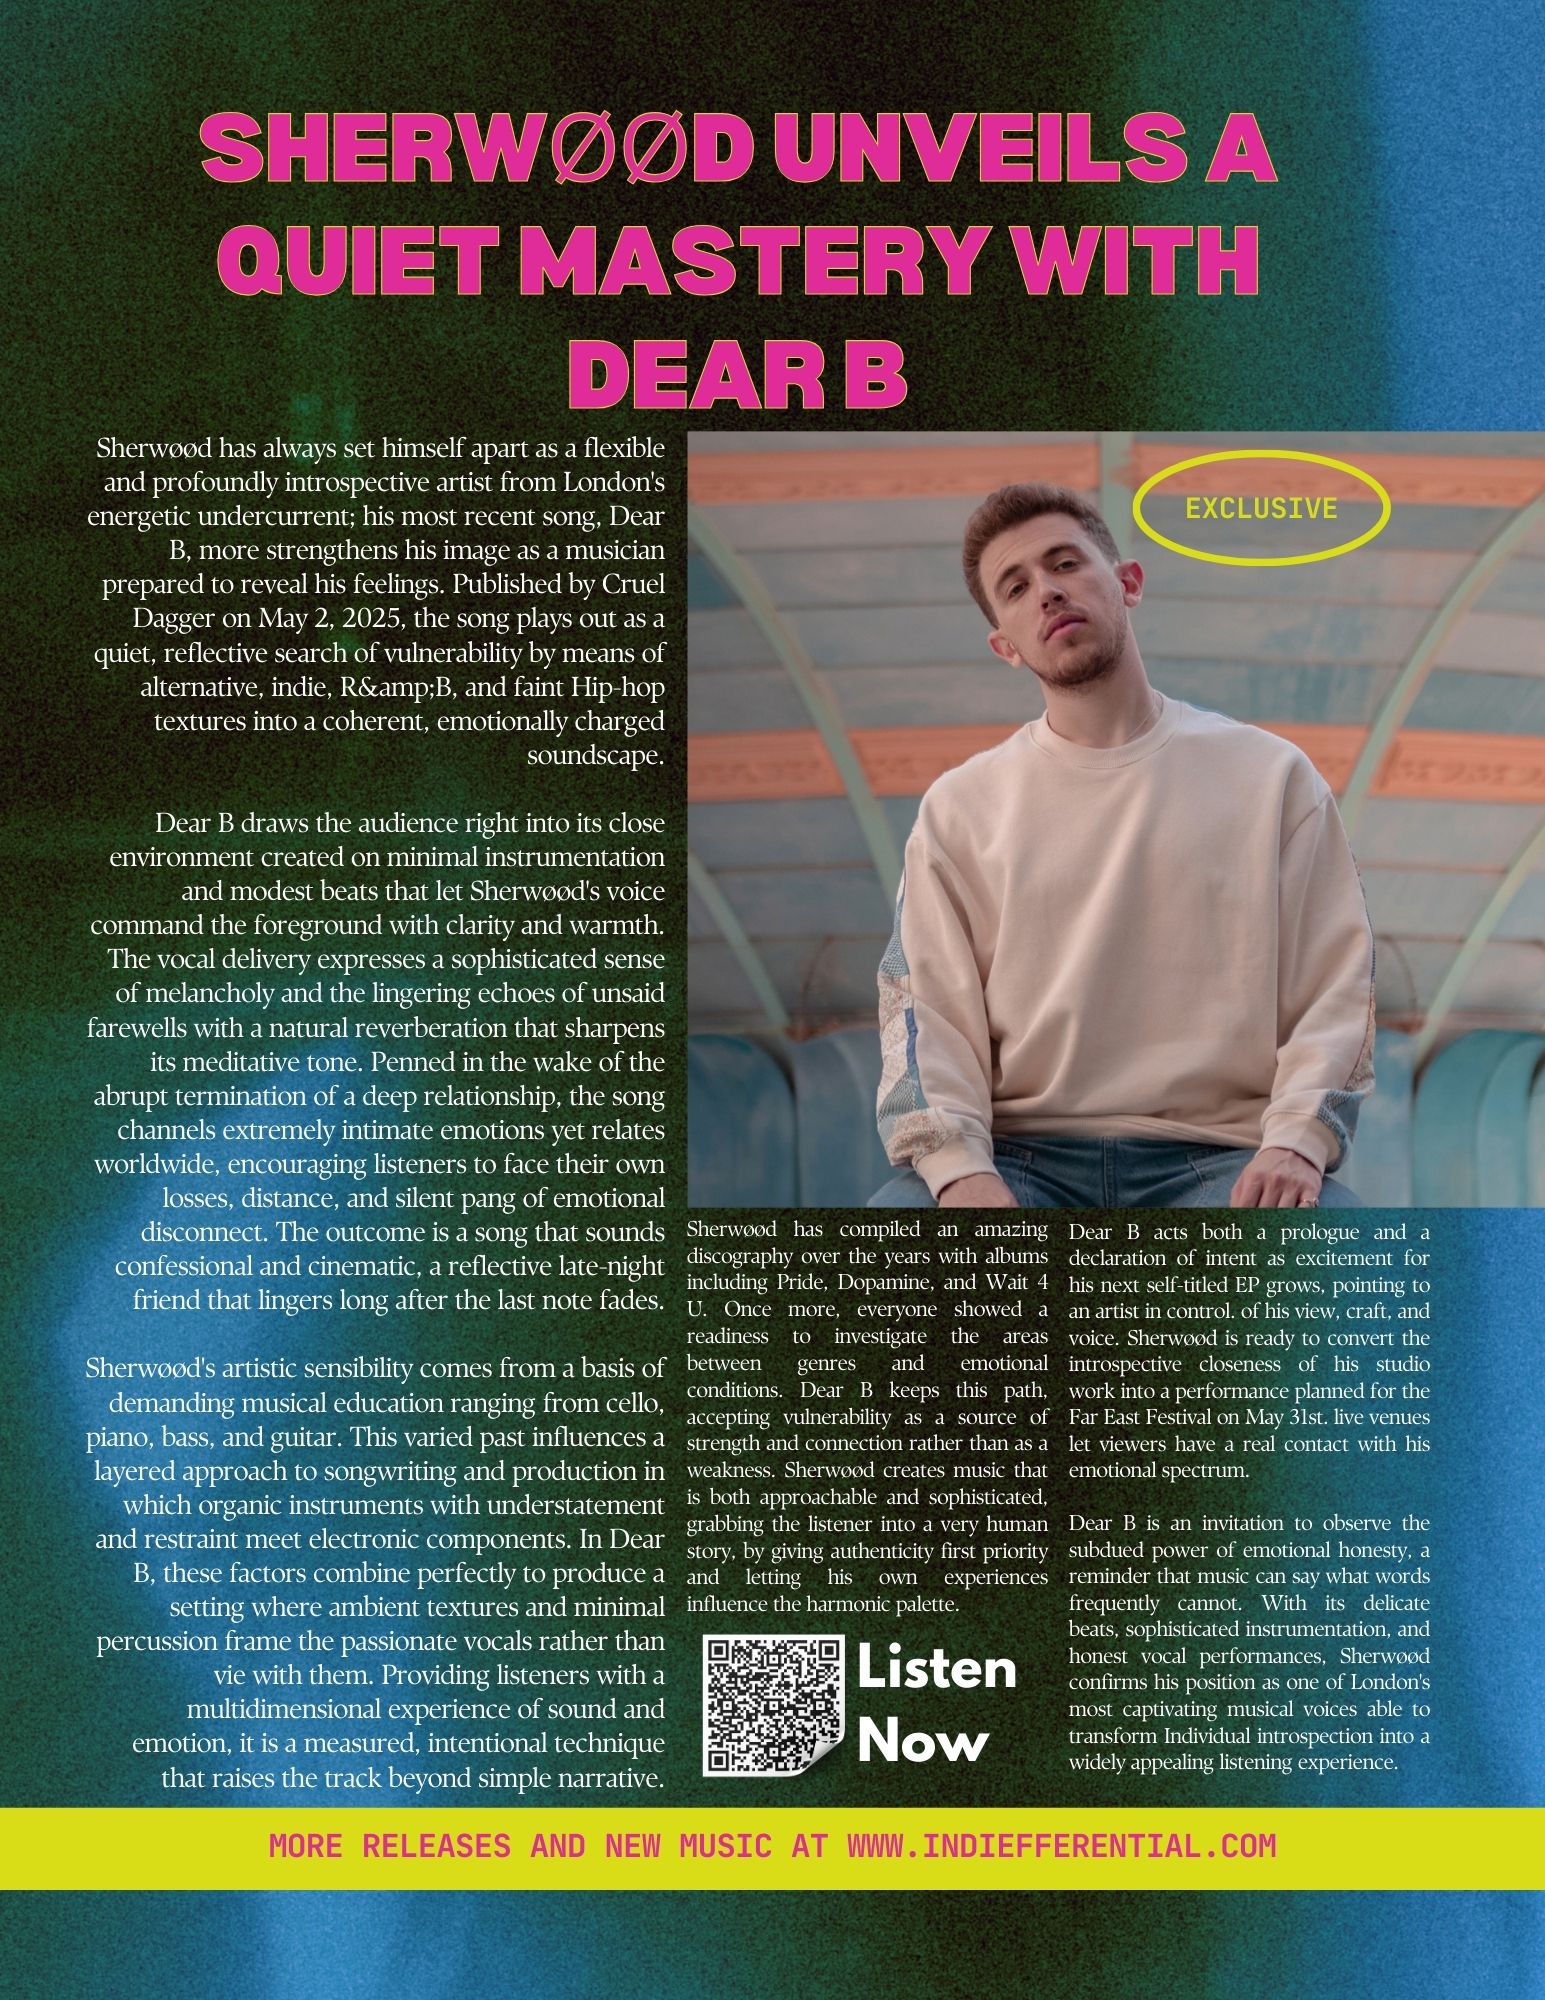 SHERWØØD UNVEILS A
QUIET MASTERY WITH
DEAR B
Sherwøød has always set himself apart as a flexible
and profoundly introspective artist from London's
energetic undercurrent; his most recent song, Dear
B, more strengthens his image as a musician
prepared to reveal his feelings. Published by Cruel
Dagger on May 2, 2025, the song plays out as a
quiet, reflective search of vulnerability by means of
alternative, indie, R&amp;B, and faint Hip-hop
textures into a coherent, emotionally charged
soundscape.
Dear B draws the audience right into its close
environment created on minimal instrumentation
and modest beats that let Sherwøød's voice
command the foreground with clarity and warmth.
The vocal delivery expresses a sophisticated sense
of melancholy and the lingering echoes of unsaid
farewells with a natural reverberation that sharpens
its meditative tone. Penned in the wake of the
abrupt termination of a deep relationship, the song
channels extremely intimate emotions yet relates
worldwide, encouraging listeners to face their own
losses, distance, and silent pang of emotional
disconnect. The outcome is a song that sounds
confessional and cinematic, a reflective late-night
friend that lingers long after the last note fades.
Sherwøød's artistic sensibility comes from a basis of
demanding musical education ranging from cello,
piano, bass, and guitar. This varied past influences a
layered approach to songwriting and production in
which organic instruments with understatement
and restraint meet electronic components. In Dear
B, these factors combine perfectly to produce a
setting where ambient textures and minimal
percussion frame the passionate vocals rather than
vie with them. Providing listeners with a
multidimensional experience of sound and
emotion, it is a measured, intentional technique
that raises the track beyond simple narrative.
EXCLUSIVE
Sherwøød has compiled an amazing
discography over the years with albums
including Pride, Dopamine, and Wait 4
U. Once more, everyone showed a
readiness to investigate the areas
between genres and emotional
conditions. Dear B keeps this path,
accepting vulnerability as a source of
strength and connection rather than as a
weakness. Sherwøød creates music that
is both approachable and sophisticated,
grabbing the listener into a very human
story, by giving authenticity first priority
and letting his own experiences
influence the harmonic palette.
Listen
Now
Dear B acts both a prologue and a
declaration of intent as excitement for
his next self-titled EP grows, pointing to
an artist in control. of his view, craft, and
voice. Sherwøød is ready to convert the
introspective closeness of his studio
work into a performance planned for the
Far East Festival on May 31st. live venues
let viewers have a real contact with his
emotional spectrum.
Dear B is an invitation to observe the
subdued power of emotional honesty, a
reminder that music can say what words
frequently cannot. With its delicate
beats, sophisticated instrumentation, and
honest vocal performances, Sherwøød
confirms his position as one of London's
most captivating musical voices able to
transform Individual introspection into a
widely appealing listening experience.
MORE RELEASES AND NEW MUSIC AT WWW.INDIEFFERENTIAL.COM